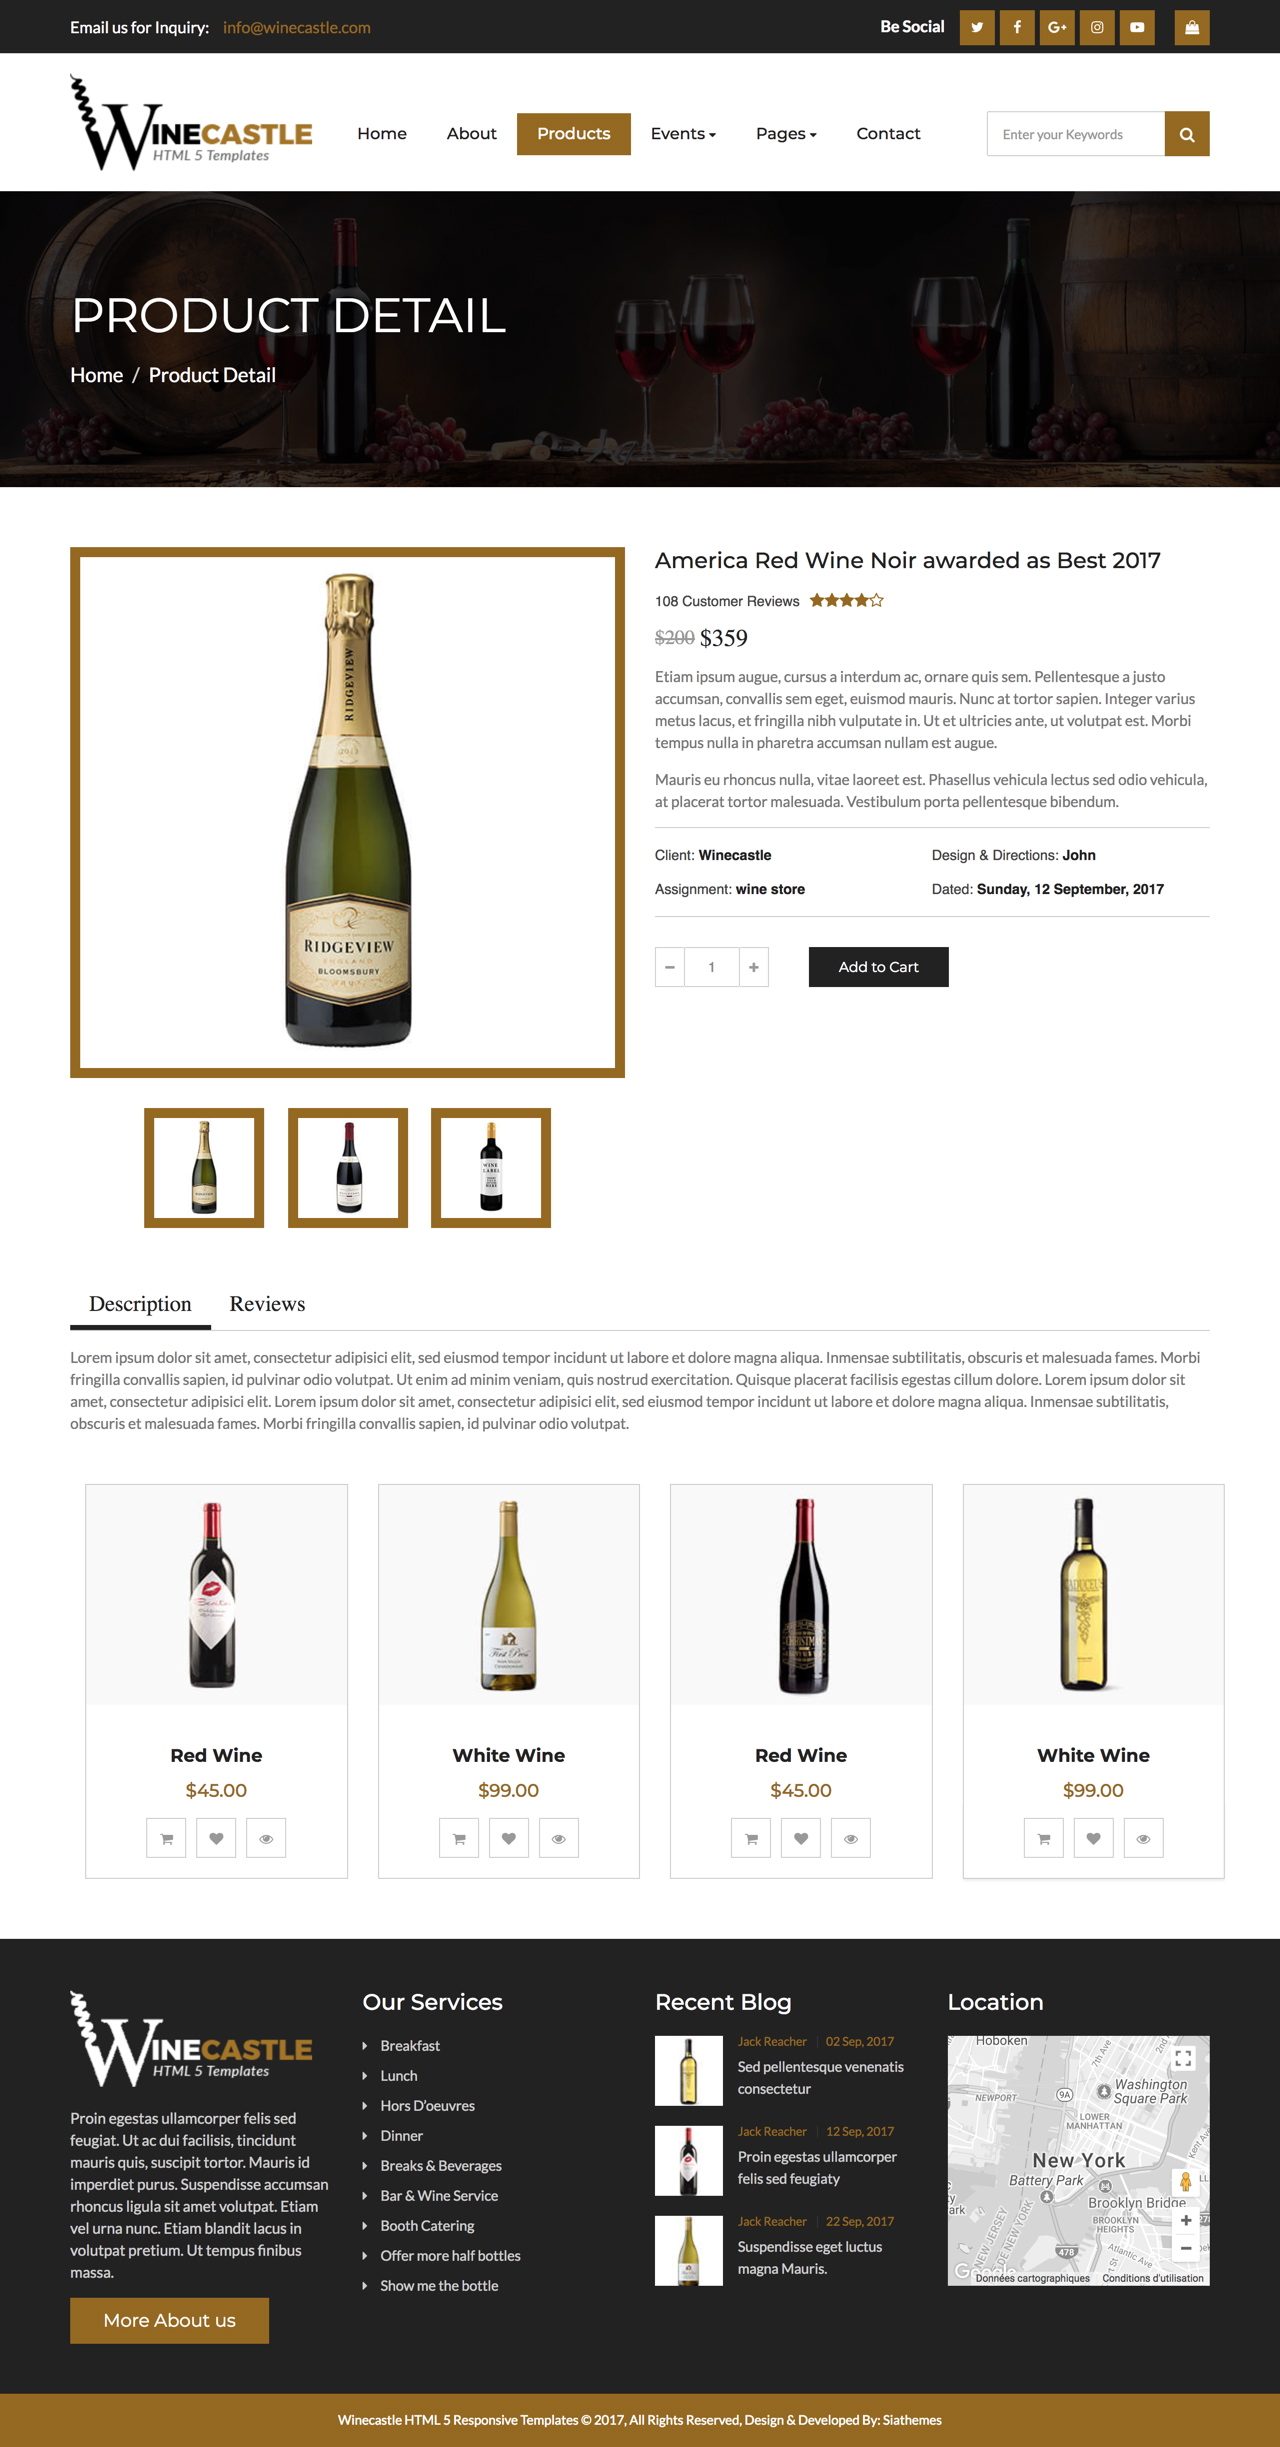 Email us for Inquiry: info@winecastle.com
Be Social
WINECASTLE
HTML 5 Templates
Home About Products Events Pages Contact
Enter your Keywords
PRODUCT DETAIL
Home / Product Detail
RIDGEVIEW
2013
RIDGEVIEW
ENGLAND
BLOOMSBURY
America Red Wine Noir awarded as Best 2017
108 Customer Reviews
$200 $359
Etiam ipsum augue, cursus a interdum ac, ornare quis sem. Pellentesque a justo
accumsan, convallis sem eget, euismod mauris. Nunc at tortor sapien. Integer varius
metus lacus, et fringilla nibh vulputate in. Ut et ultricies ante, ut volutpat est. Morbi
tempus nulla in pharetra accumsan nullam est augue.
Mauris eu rhoncus nulla, vitae laoreet est. Phasellus vehicula lectus sed odio vehicula,
at placerat tortor malesuada. Vestibulum porta pellentesque bibendum.
Client: Winecastle
Design & Directions: John
Assignment: wine store
Dated: Sunday, 12 September, 2017
1
Add to Cart
WINE
LABEL
Description Reviews
Lorem ipsum dolor sit amet, consectetur adipisici elit, sed eiusmod tempor incidunt ut labore et dolore magna aliqua. Inmensae subtilitatis, obscuris et malesuada fames. Morbi
fringilla convallis sapien, id pulvinar odio volutpat. Ut enim ad minim veniam, quis nostrud exercitation. Quisque placerat facilisis egestas cillum dolore. Lorem ipsum dolor sit
amet, consectetur adipisici elit. Lorem ipsum dolor sit amet, consectetur adipisici elit, sed eiusmod tempor incidunt ut labore et dolore magna aliqua. Inmensae subtilitatis,
obscuris et malesuada fames. Morbi fringilla convallis sapien, id pulvinar odio volutpat.
First Press
CHARDONNAY
CHRISTMAS
CADUCEUS
Red Wine
$45.00
White Wine
$99.00
Red Wine
$45.00
White Wine
$99.00
WINECASTLE
HTML 5 Templates
Proin egestas ullamcorper felis sed
feugiat. Ut ac dui facilisis, tincidunt
mauris quis, suscipit tortor. Mauris id
imperdiet purus. Suspendisse accumsan
rhoncus ligula sit amet volutpat. Etiam
vel urna nunc. Etiam blandit lacus in
volutpat pretium. Ut tempus finibus
massa.
More About us
Our Services
Breakfast
Lunch
Hors D'oeuvres
Dinner
Breaks & Beverages
Bar & Wine Service
Booth Catering
Offer more half bottles
Show me the bottle
Recent Blog
Jack Reacher | 02 Sep, 2017
Sed pellentesque venenatis
consectetur
Jack Reacher | 12 Sep, 2017
Proin egestas ullamcorper
felis sed feugiaty
Jack Reacher | 22 Sep, 2017
Suspendisse eget luctus
magna Mauris.
Location
Hoboken
7th Ave
2nd
Washington
Square Park
9A
NEWPORT
LOWER
MANHATTAN
Kent Ave
New York
Battery Park
Brooklyn Bridge
BROOKLYN
HEIGHTS
NEW JERSEY
NEW YORK
478
Atlantic Ave
Google
Données cartographiques Conditions d'utilisation
Winecastle HTML 5 Responsive Templates © 2017, All Rights Reserved, Design & Developed By: Siathemes